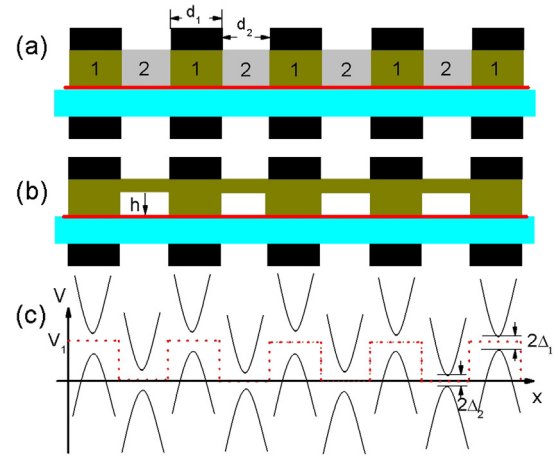 d₁ d₂
(a)
1 2 1 2 1 2 1 2 1
(b)
h
(c) V
V₁
2Δ₁
x
2Δ₂